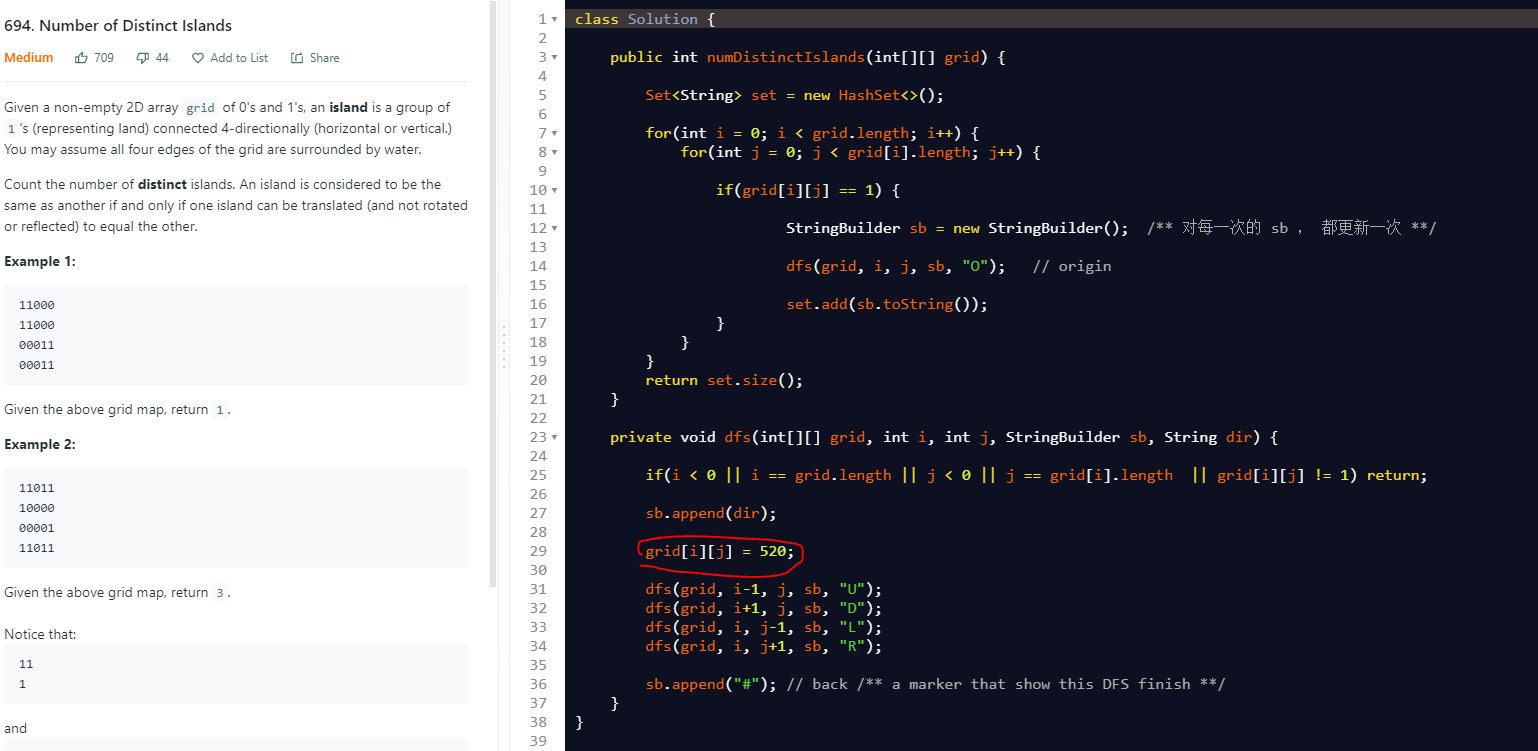 694. Number of Distinct Islands
Medium 709 44 Add to List Share
Given a non-empty 2D array grid of 0's and 1's, an island is a group of
1 's (representing land) connected 4-directionally (horizontal or vertical.)
You may assume all four edges of the grid are surrounded by water.
Count the number of distinct islands. An island is considered to be the
same as another if and only if one island can be translated (and not rotated
or reflected) to equal the other.
Example 1:
11000
11000
00011
00011
Given the above grid map, return 1 .
Example 2:
11011
10000
00001
11011
Given the above grid map, return 3 .
Notice that:
11
1
and
1 class Solution {
2
3 public int numDistinctIslands(int[][] grid) {
4
5 Set<String> set = new HashSet<>();
6
7 for(int i = 0; i < grid.length; i++) {
8 for(int j = 0; j < grid[i].length; j++) {
9
10 if(grid[i][j] == 1) {
11
12 StringBuilder sb = new StringBuilder(); /** 对每一次的 sb ， 都更新一次 **/
13
14 dfs(grid, i, j, sb, "O"); // origin
15
16 set.add(sb.toString());
17 }
18 }
19 }
20 return set.size();
21 }
22
23 private void dfs(int[][] grid, int i, int j, StringBuilder sb, String dir) {
24
25 if(i < 0 || i == grid.length || j < 0 || j == grid[i].length || grid[i][j] != 1) return;
26
27 sb.append(dir);
28
29 grid[i][j] = 520;
30
31 dfs(grid, i-1, j, sb, "U");
32 dfs(grid, i+1, j, sb, "D");
33 dfs(grid, i, j-1, sb, "L");
34 dfs(grid, i, j+1, sb, "R");
35
36 sb.append("#"); // back /** a marker that show this DFS finish **/
37 }
38 }
39